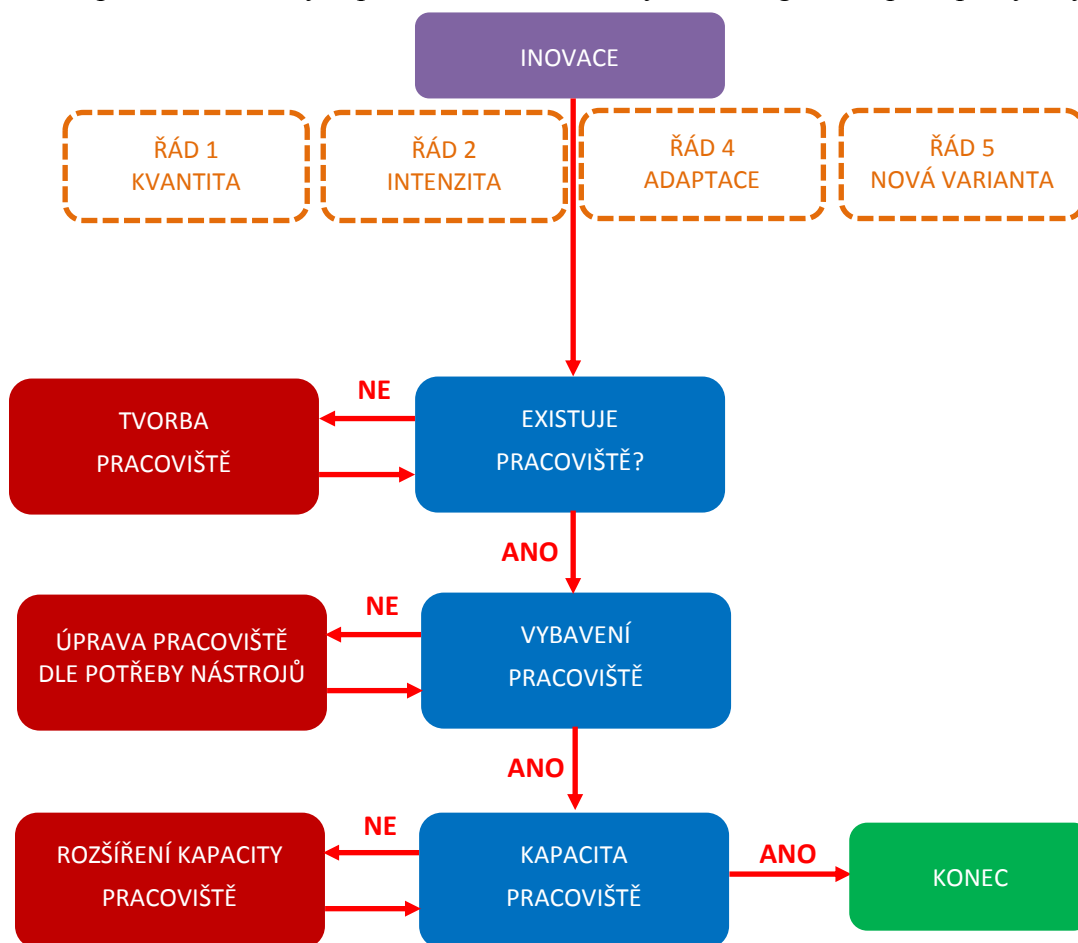 INOVACE
ŘÁD 1
KVANTITA
ŘÁD 2
INTENZITA
ŘÁD 4
ADAPTACE
ŘÁD 5
NOVÁ VARIANTA
NE
TVORBA
PRACOVIŠTĚ
EXISTUJE
PRACOVIŠTĚ?
ANO
NE
ÚPRAVA PRACOVIŠTĚ
DLE POTŘEBY NÁSTROJŮ
VYBAVENÍ
PRACOVIŠTĚ
ANO
NE
ROZŠÍŘENÍ KAPACITY
PRACOVIŠTĚ
KAPACITA
PRACOVIŠTĚ
ANO
KONEC